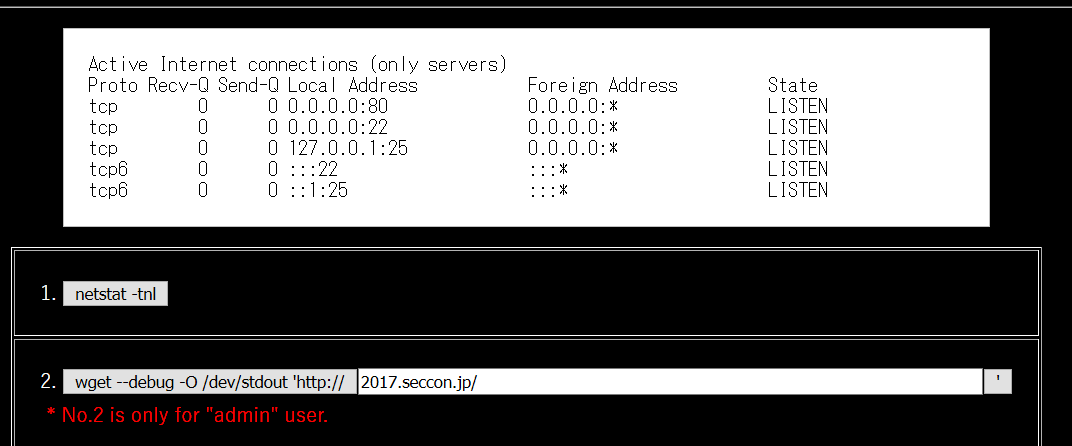 Active Internet connections (only servers)
Proto Recv-Q Send-Q Local Address Foreign Address State
tcp 0 0 0.0.0.0:80 0.0.0.0:* LISTEN
tcp 0 0 0.0.0.0:22 0.0.0.0:* LISTEN
tcp 0 0 127.0.0.1:25 0.0.0.0:* LISTEN
tcp6 0 0 :::22 :::* LISTEN
tcp6 0 0 ::1:25 :::* LISTEN
1. netstat -tnl
2. wget --debug -O /dev/stdout 'http:// 2017.seccon.jp/ '
* No.2 is only for "admin" user.